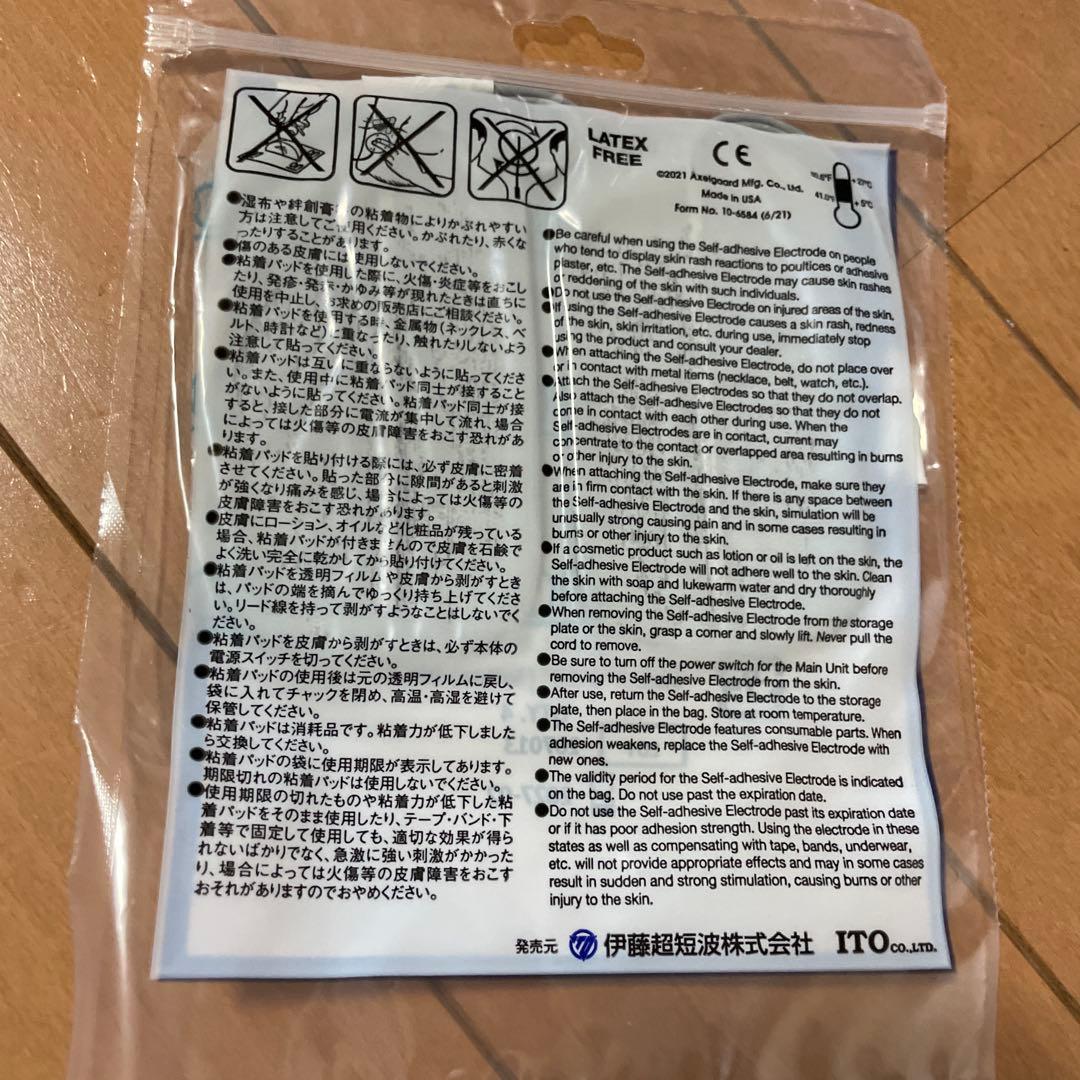 LATEX
FREE
CE
©2021 Axelgaard Mfg. Co., Ltd.
Made in USA
Form No. 10-6584 (6/21)
+27℃
41.0°F
+5℃
●湿布や絆創膏の粘着物によりかぶれやすい
方は注意してご使用ください。かぶれたり、赤くな
ったりすることがあります。
●傷のある皮膚には使用しないでください。
●粘着パッドを使用した際に、火傷・炎症等をおこし
たり、発疹・発赤・かゆみ等が現れたときは直ちに
使用を中止し、お求めの販売店にご相談ください。
●粘着パッドを使用する時、金属物(ネックレス、ベ
ルト、時計など)と重なったり、触れたりしないよう
注意して貼ってください。
●粘着パッドは互いに重ならないように貼ってくださ
い。また、使用中に粘着パッド同士が接すること
がないように貼ってください。粘着パッド同士が接
すると、接した部分に電流が集中して流れ、場合
によっては火傷等の皮膚障害をおこす恐れがあ
ります。
●粘着パッドを貼り付ける際には、必ず皮膚に密着
させてください。貼った部分に隙間があると刺激
が強くなり痛みを感じ、場合によっては火傷等の
皮膚障害をおこす恐れがあります。
●皮膚にローション、オイルなど化粧品が残っている
場合、粘着パッドが付きませんので皮膚を石鹸で
よく洗い完全に乾かしてから貼り付けてください。
●粘着パッドを透明フィルムや皮膚から剥がすとき
は、パッドの端を摘んでゆっくり持ち上げてくださ
い。リード線を持って剥がすようなことはしないでく
ださい。
●粘着パッドを皮膚から剥がすときは、必ず本体の
電源スイッチを切ってください。
●粘着パッドの使用後は元の透明フィルムに戻し、
袋に入れてチャックを閉め、高温・高湿を避けて
保管してください。
●粘着パッドは消耗品です。粘着力が低下しました
ら交換してください。
●粘着パッドの袋に使用期限が表示してあります。
期限切れの粘着パッドは使用しないでください。
●使用期限の切れたものや粘着力が低下した粘
着パッドをそのまま使用したり、テープ・バンド・下
着等で固定して使用しても、適切な効果が得ら
れないばかりでなく、急激に強い刺激がかかった
り、場合によっては火傷等の皮膚障害をおこす
おそれがありますのでおやめください。
●Be careful when using the Self-adhesive Electrode on people
who tend to display skin rash reactions to poultices or adhesive
plaster, etc. The Self-adhesive Electrode may cause skin rashes
or reddening of the skin with such individuals.
●Do not use the Self-adhesive Electrode on injured areas of the skin.
●If using the Self-adhesive Electrode causes a skin rash, redness
of the skin, skin irritation, etc. during use, immediately stop
using the product and consult your dealer.
●When attaching the Self-adhesive Electrode, do not place over
or in contact with metal items (necklace, belt, watch, etc.).
●Attach the Self-adhesive Electrodes so that they do not overlap.
Also attach the Self-adhesive Electrodes so that they do not
come in contact with each other during use. When the
Self-adhesive Electrodes are in contact, current may
concentrate to the contact or overlapped area resulting in burns
or other injury to the skin.
●When attaching the Self-adhesive Electrode, make sure they
are in firm contact with the skin. If there is any space between
the Self-adhesive Electrode and the skin, simulation will be
unusually strong causing pain and in some cases resulting in
burns or other injury to the skin.
●If a cosmetic product such as lotion or oil is left on the skin, the
Self-adhesive Electrode will not adhere well to the skin. Clean
the skin with soap and lukewarm water and dry thoroughly
before attaching the Self-adhesive Electrode.
●When removing the Self-adhesive Electrode from the storage
plate or the skin, grasp a corner and slowly lift. Never pull the
cord to remove.
●Be sure to turn off the power switch for the Main Unit before
removing the Self-adhesive Electrode from the skin.
●After use, return the Self-adhesive Electrode to the storage
plate, then place in the bag. Store at room temperature.
●The Self-adhesive Electrode features consumable parts. When
adhesion weakens, replace the Self-adhesive Electrode with
new ones.
●The validity period for the Self-adhesive Electrode is indicated
on the bag. Do not use past the expiration date.
●Do not use the Self-adhesive Electrode past its expiration date
or if it has poor adhesion strength. Using the electrode in these
states as well as compensating with tape, bands, underwear,
etc. will not provide appropriate effects and may in some cases
result in sudden and strong stimulation, causing burns or other
injury to the skin.
発売元 伊藤超短波株式会社 ITO CO.,LTD.